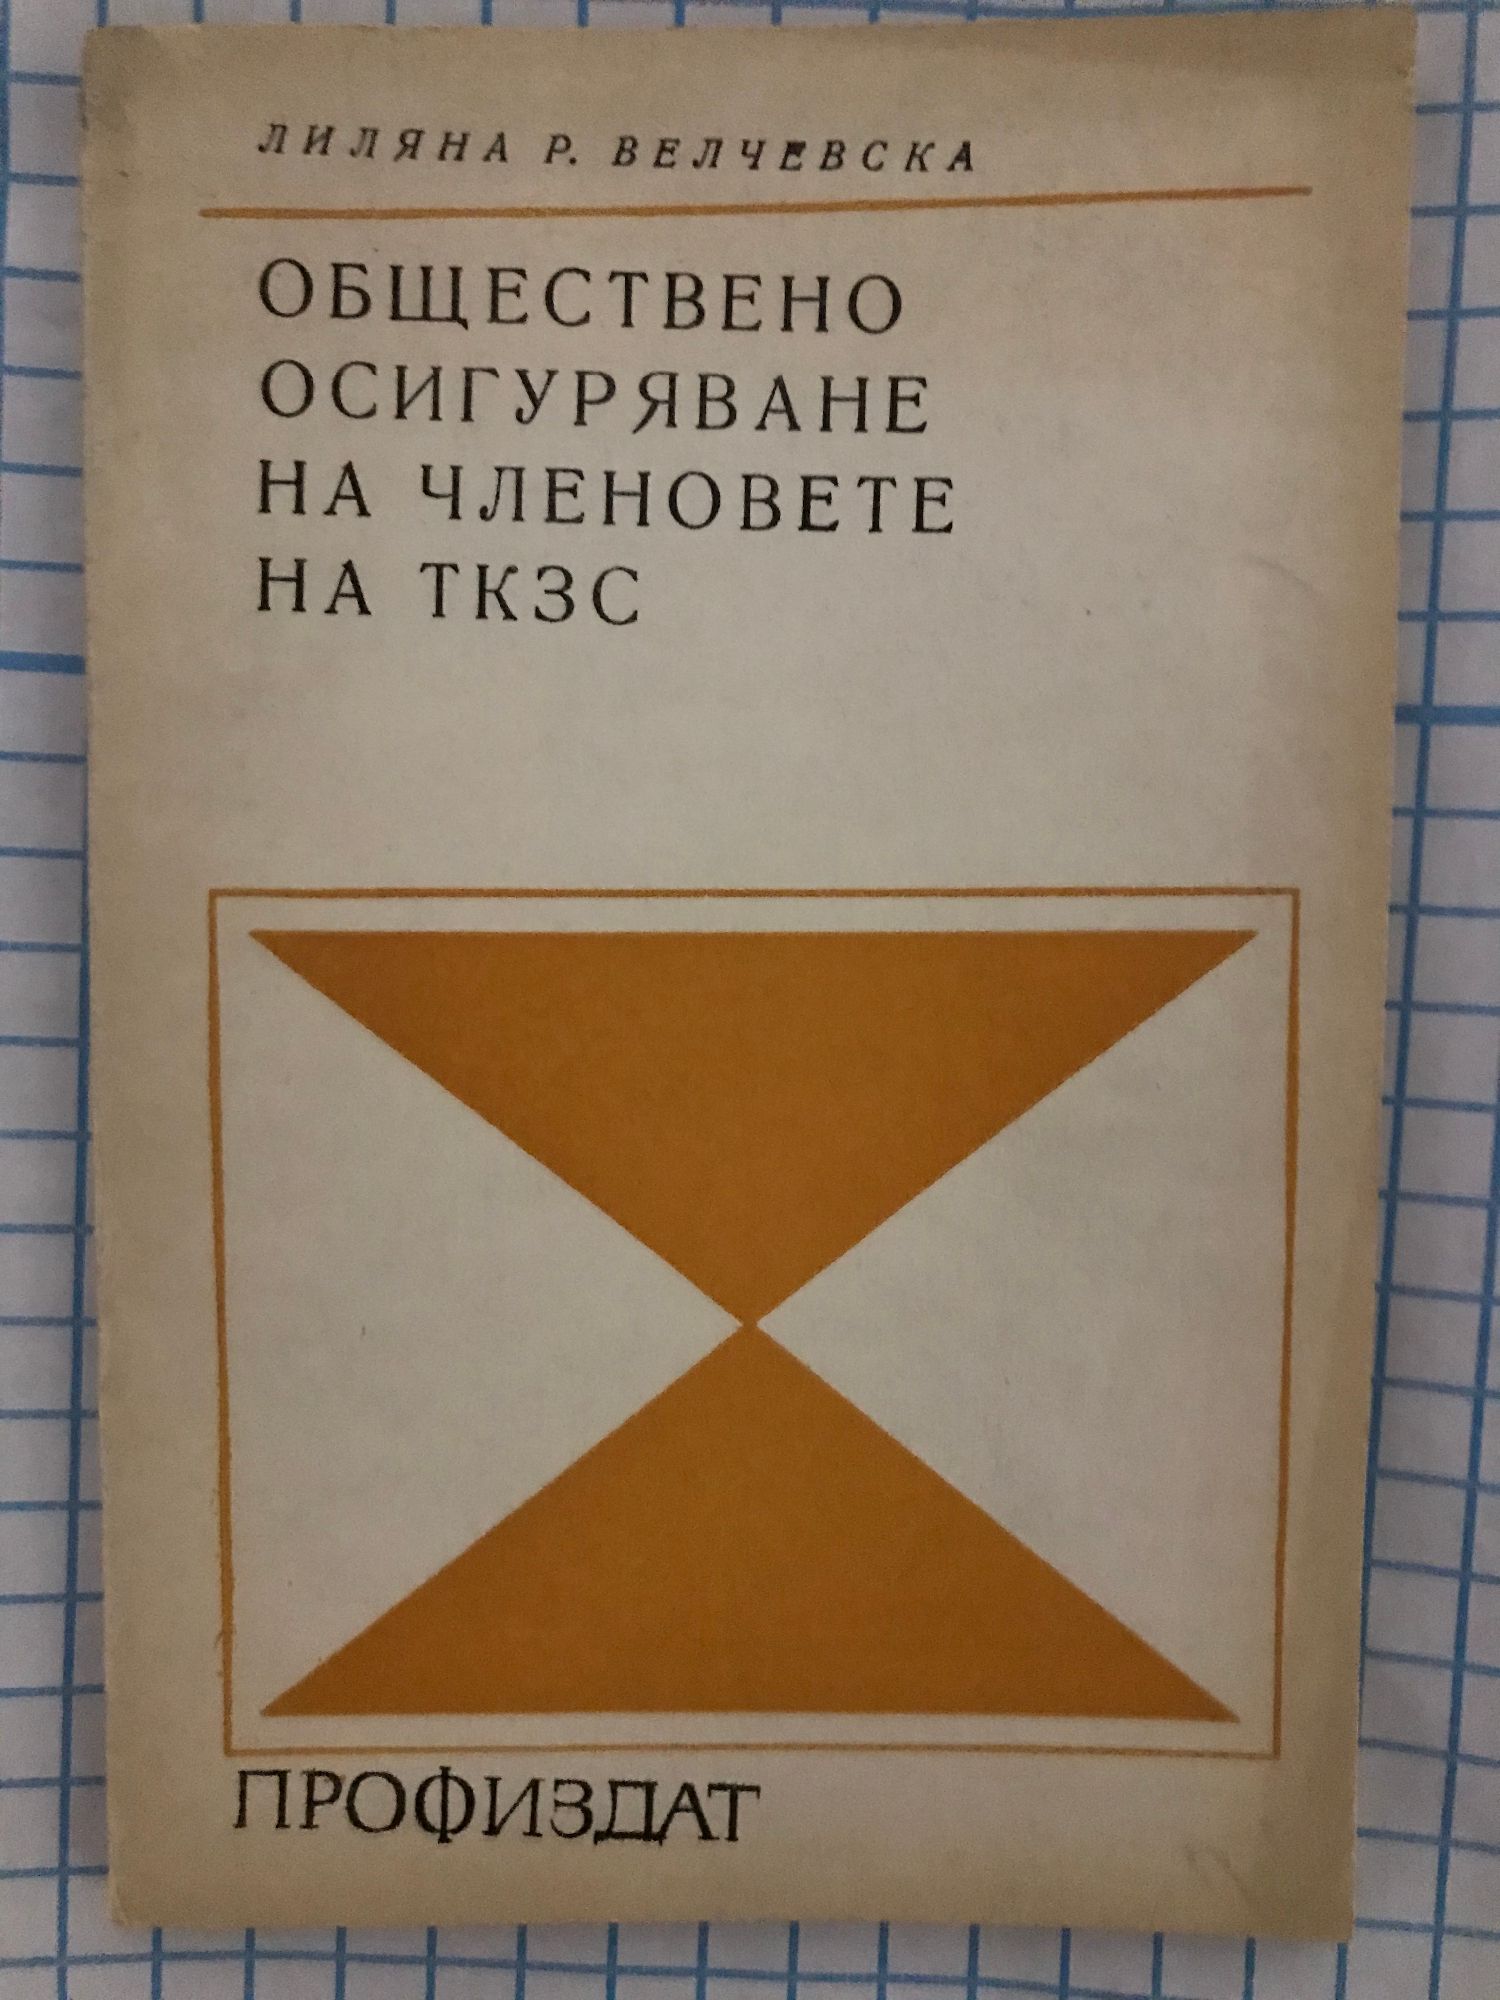 ЛИЛЯНА Р. ВЕЛЧЕВСКА
ОБЩЕСТВЕНО
ОСИГУРЯВАНЕ
НА ЧЛЕНОВЕТЕ
НА ТКЗС
ПРОФИЗДАТ